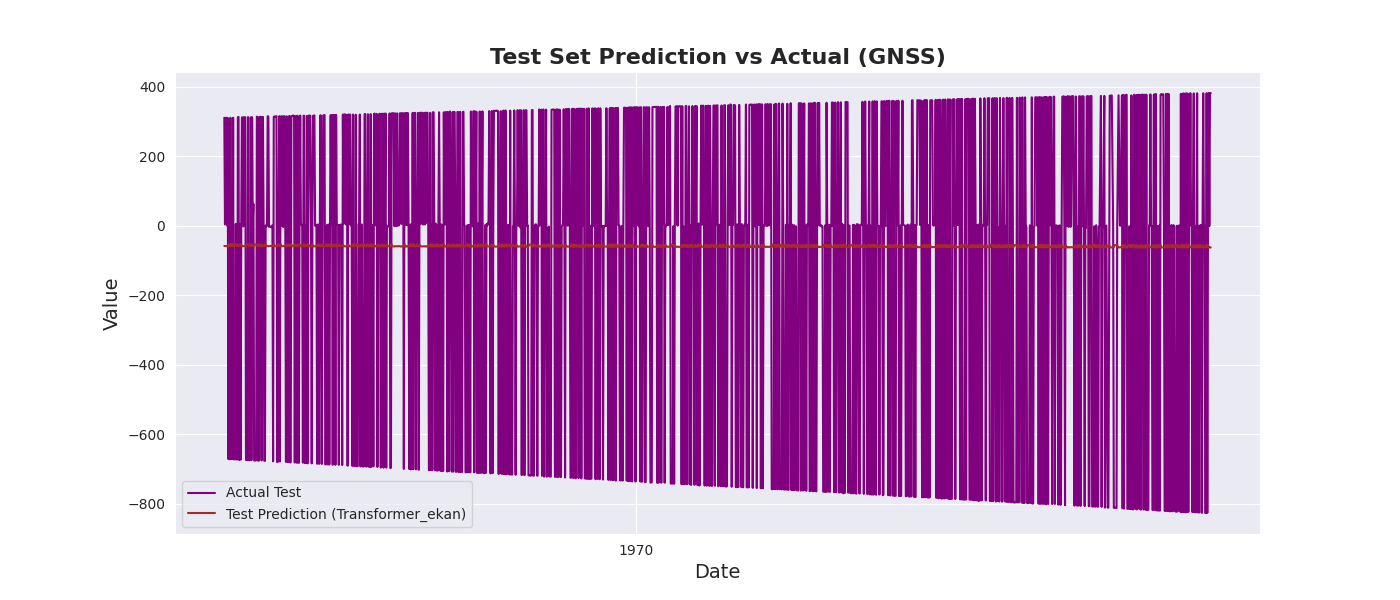 Test Set Prediction vs Actual (GNSS)
400
200
0
−200
−400
−600
−800
Value
Actual Test
Test Prediction (Transformer_ekan)
1970
Date